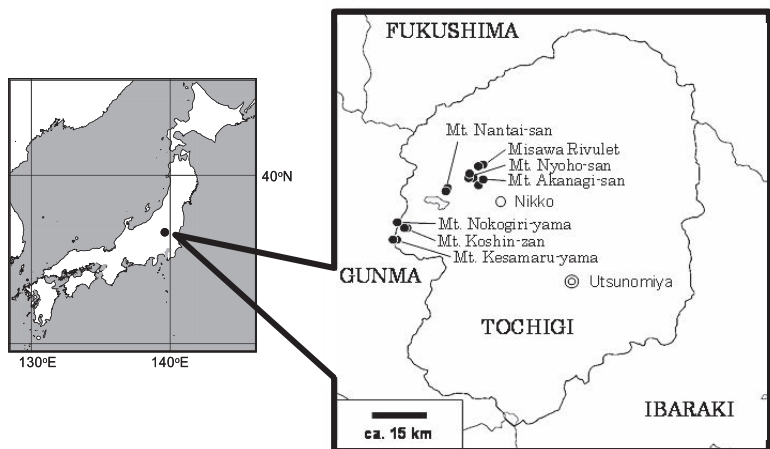 FUKUSHIMA
Mt. Nantai-san
Misawa Rivulet
Mt. Nyoho-san
Mt. Akanagi-san
Nikko
Mt. Nokogiri-yama
Mt. Koshin-zan
Mt. Kesamaru-yama
GUNMA
Utsunomiya
TOCHIGI
IBARAKI
ca. 15 km
40°N
130°E
140°E